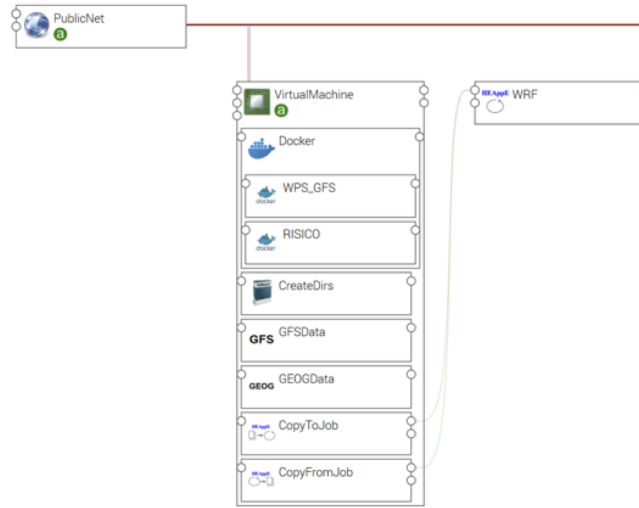 PublicNet
a
VirtualMachine
a
HEAppE
WRF
Docker
WPS_GFS
docker
RISICO
docker
CreateDirs
GFS
GFSData
GEOG
GEOGData
HEAppE
CopyToJob
HEAppE
CopyFromJob